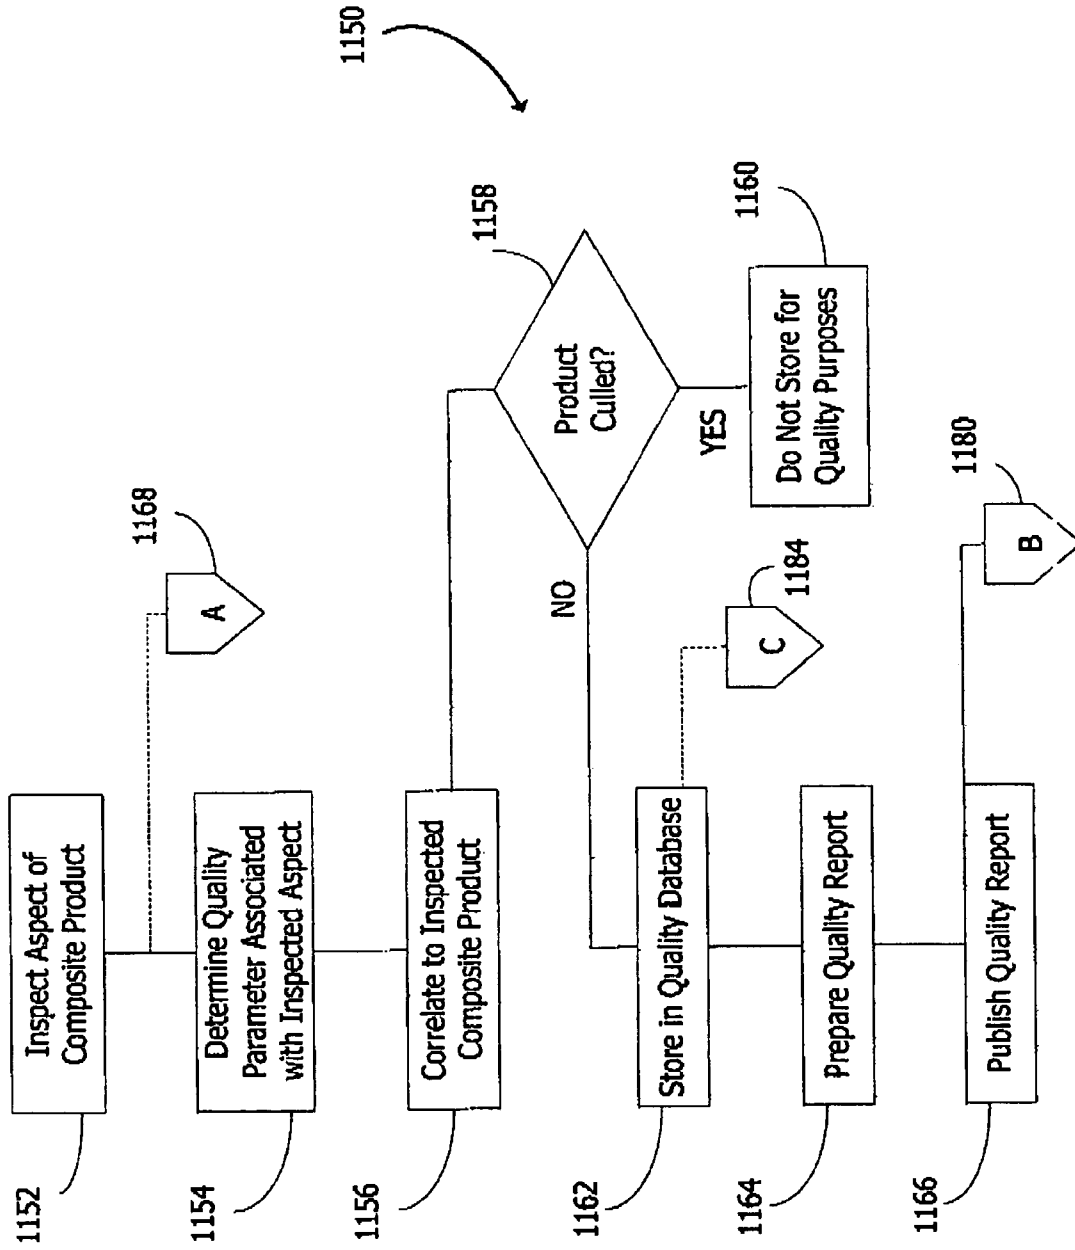 1150
1152
Inspect Aspect of
Composite Product
1168
A
1154
Determine Quality
Parameter Associated
with Inspected Aspect
1156
Correlate to Inspected
Composite Product
1158
Product
Culled?
YES
NO
1160
Do Not Store for
Quality Purposes
1162
Store in Quality Database
1184
C
1164
Prepare Quality Report
1166
Publish Quality Report
1180
B